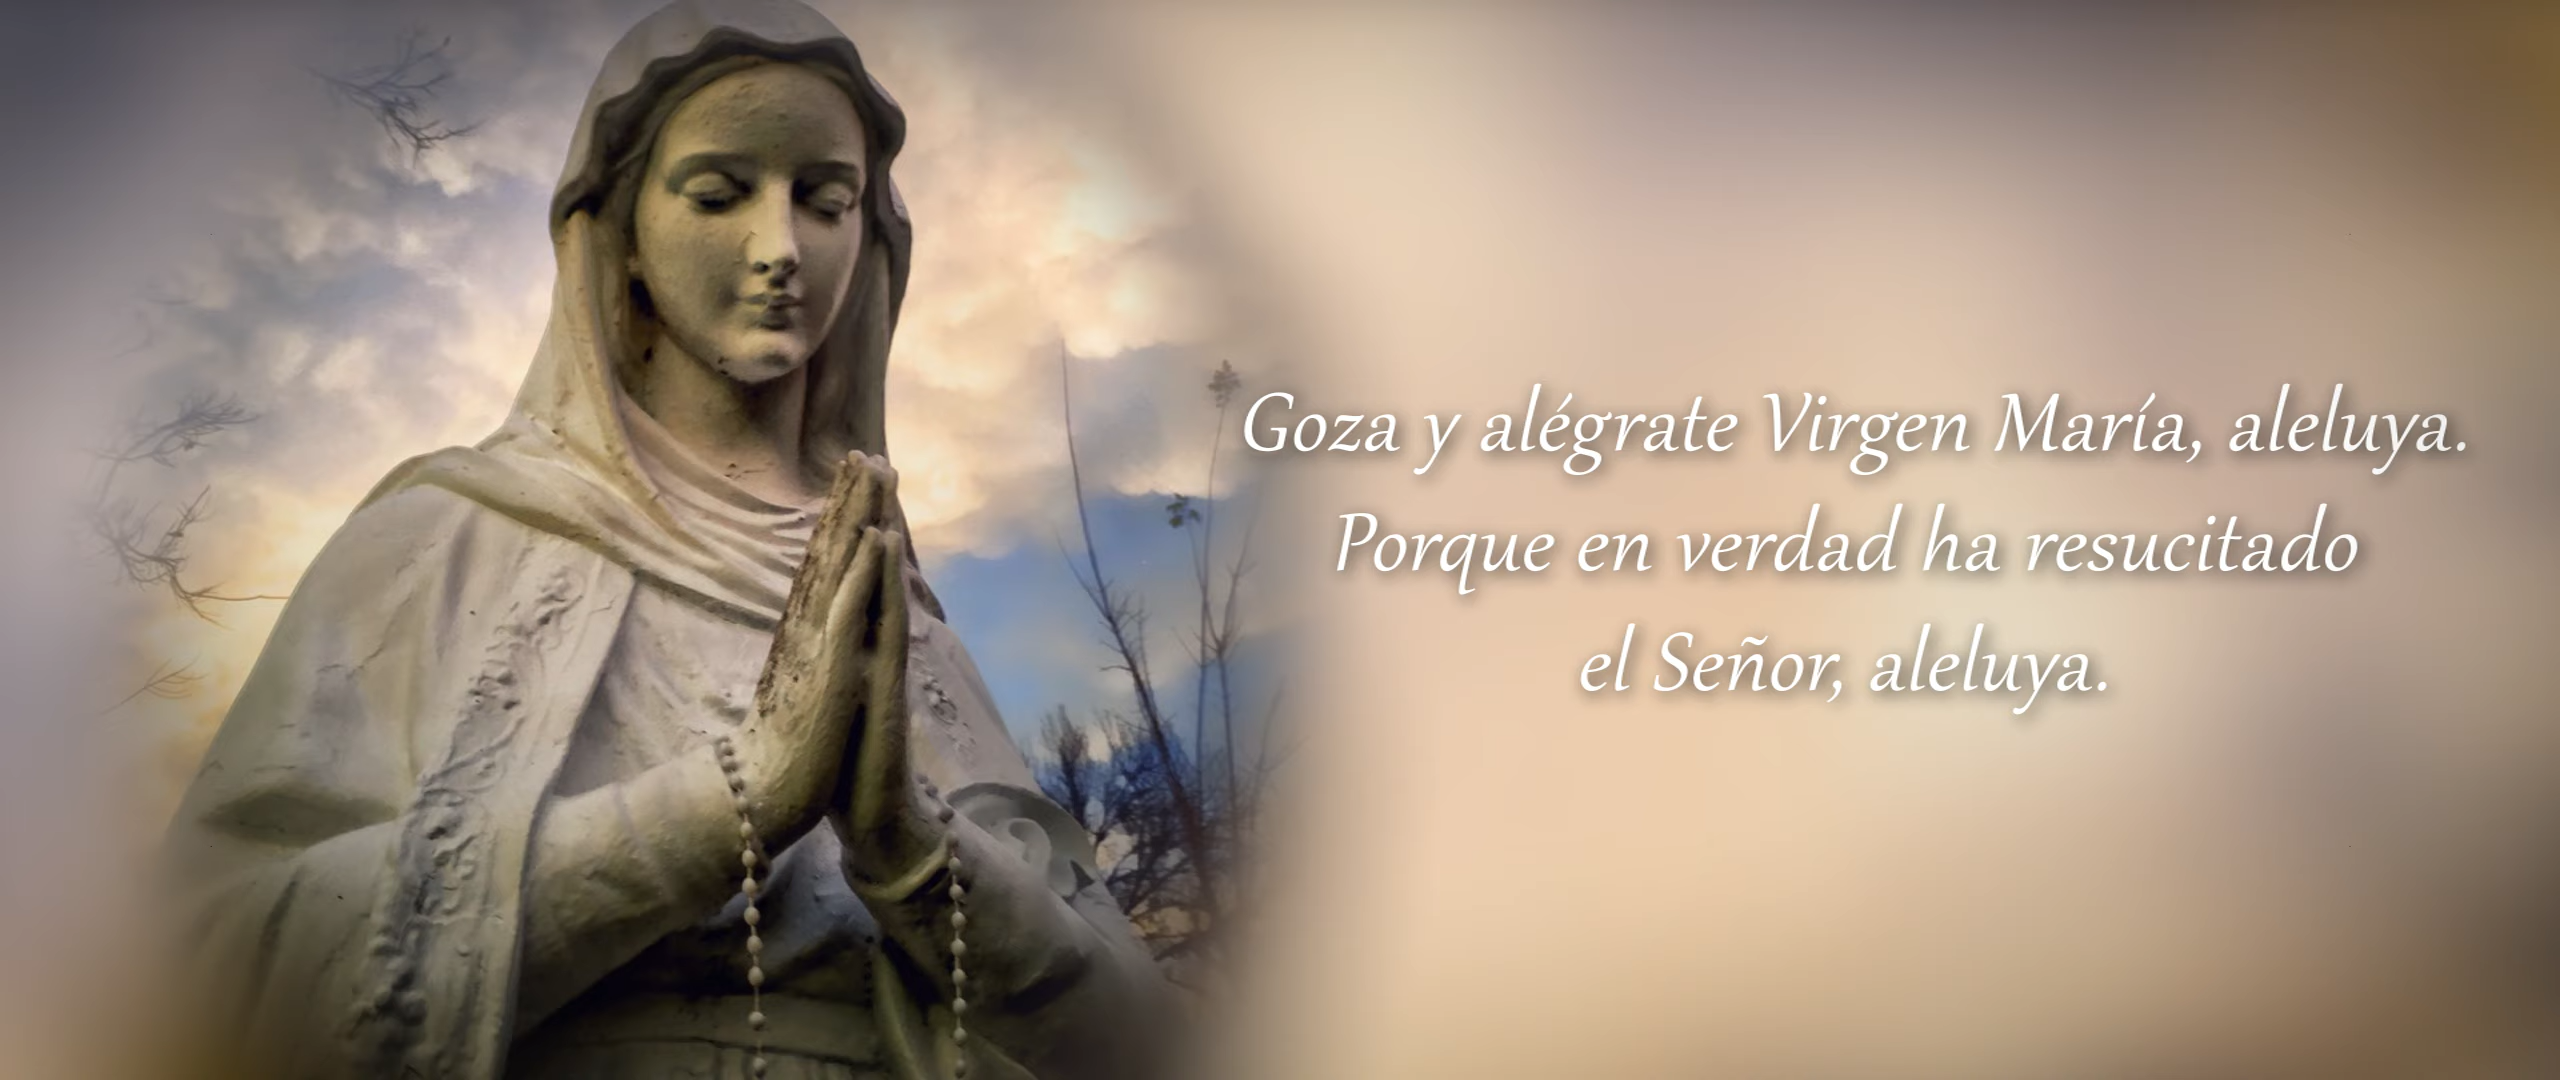 Goza y alégrate Virgen María, aleluya.
Porque en verdad ha resucitado
el Señor, aleluya.